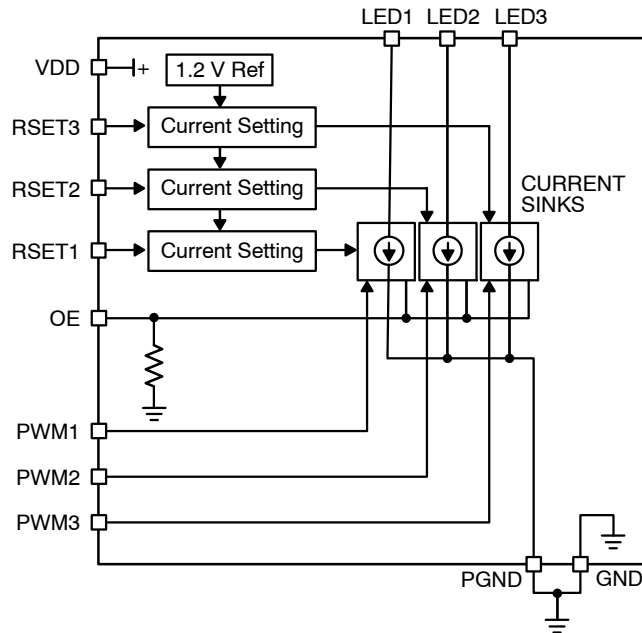 LED1 LED2 LED3
VDD
+
1.2 V Ref
RSET3
Current Setting
RSET2
Current Setting
CURRENT
SINKS
RSET1
Current Setting
OE
PWM1
PWM2
PWM3
PGND
GND